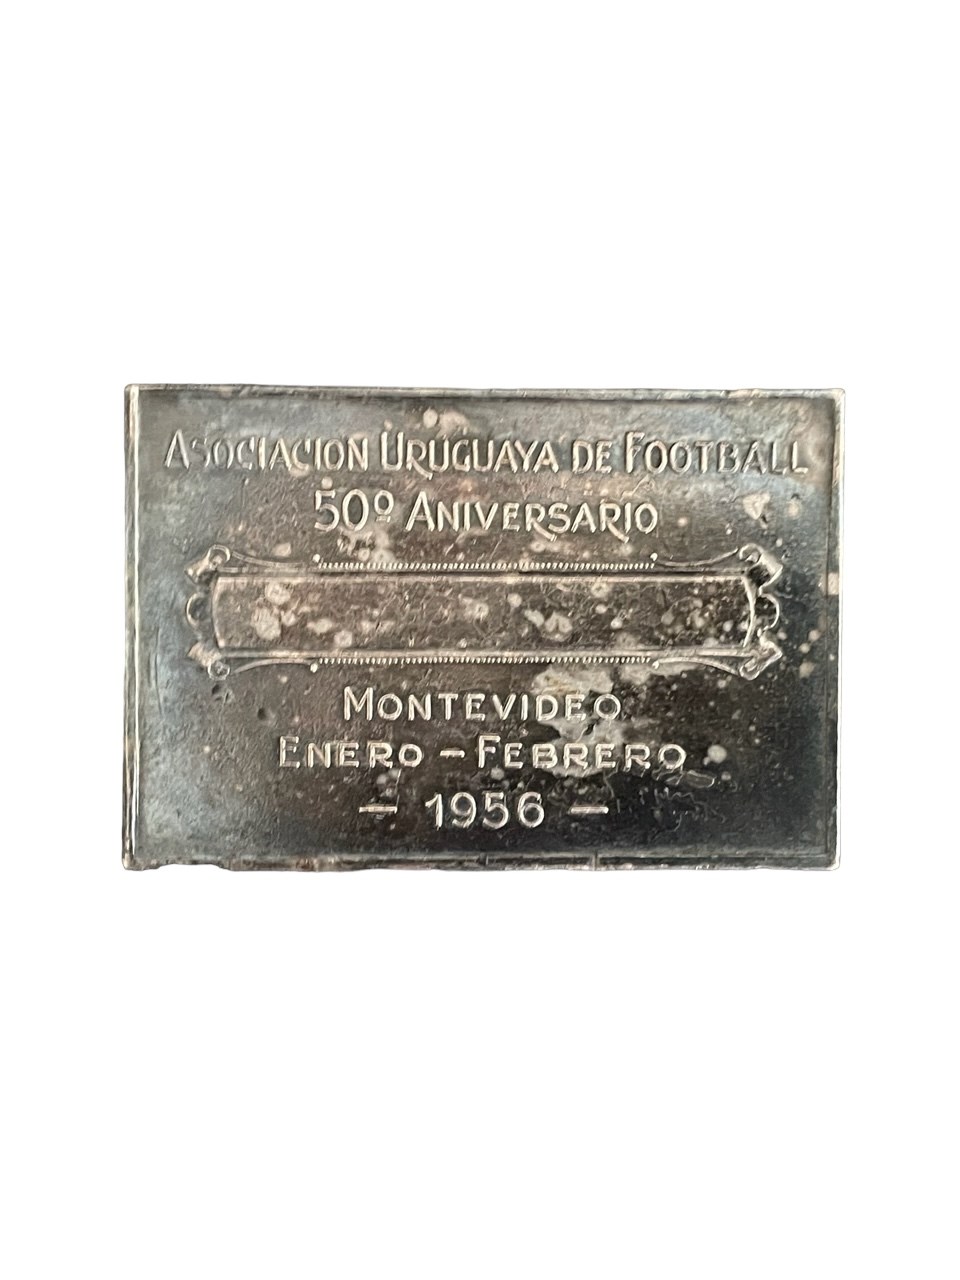 ASOCIACION URUGUAYA DE FOOTBALL
50º ANIVERSARIO
MONTEVIDEO
ENERO - FEBRERO
- 1956 -